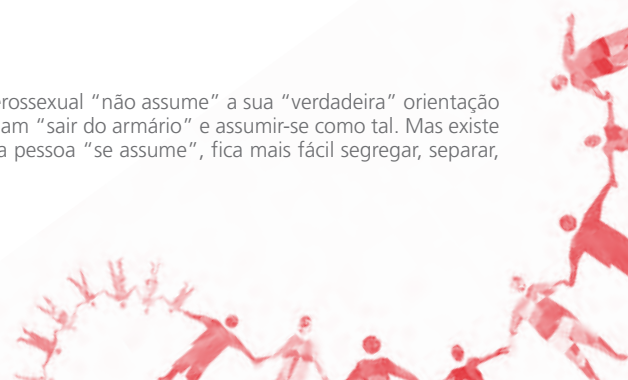 erossexual “não assume” a sua “verdadeira” orientação
am “sair do armário” e assumir-se como tal. Mas existe
a pessoa “se assume”, fica mais fácil segregar, separar,